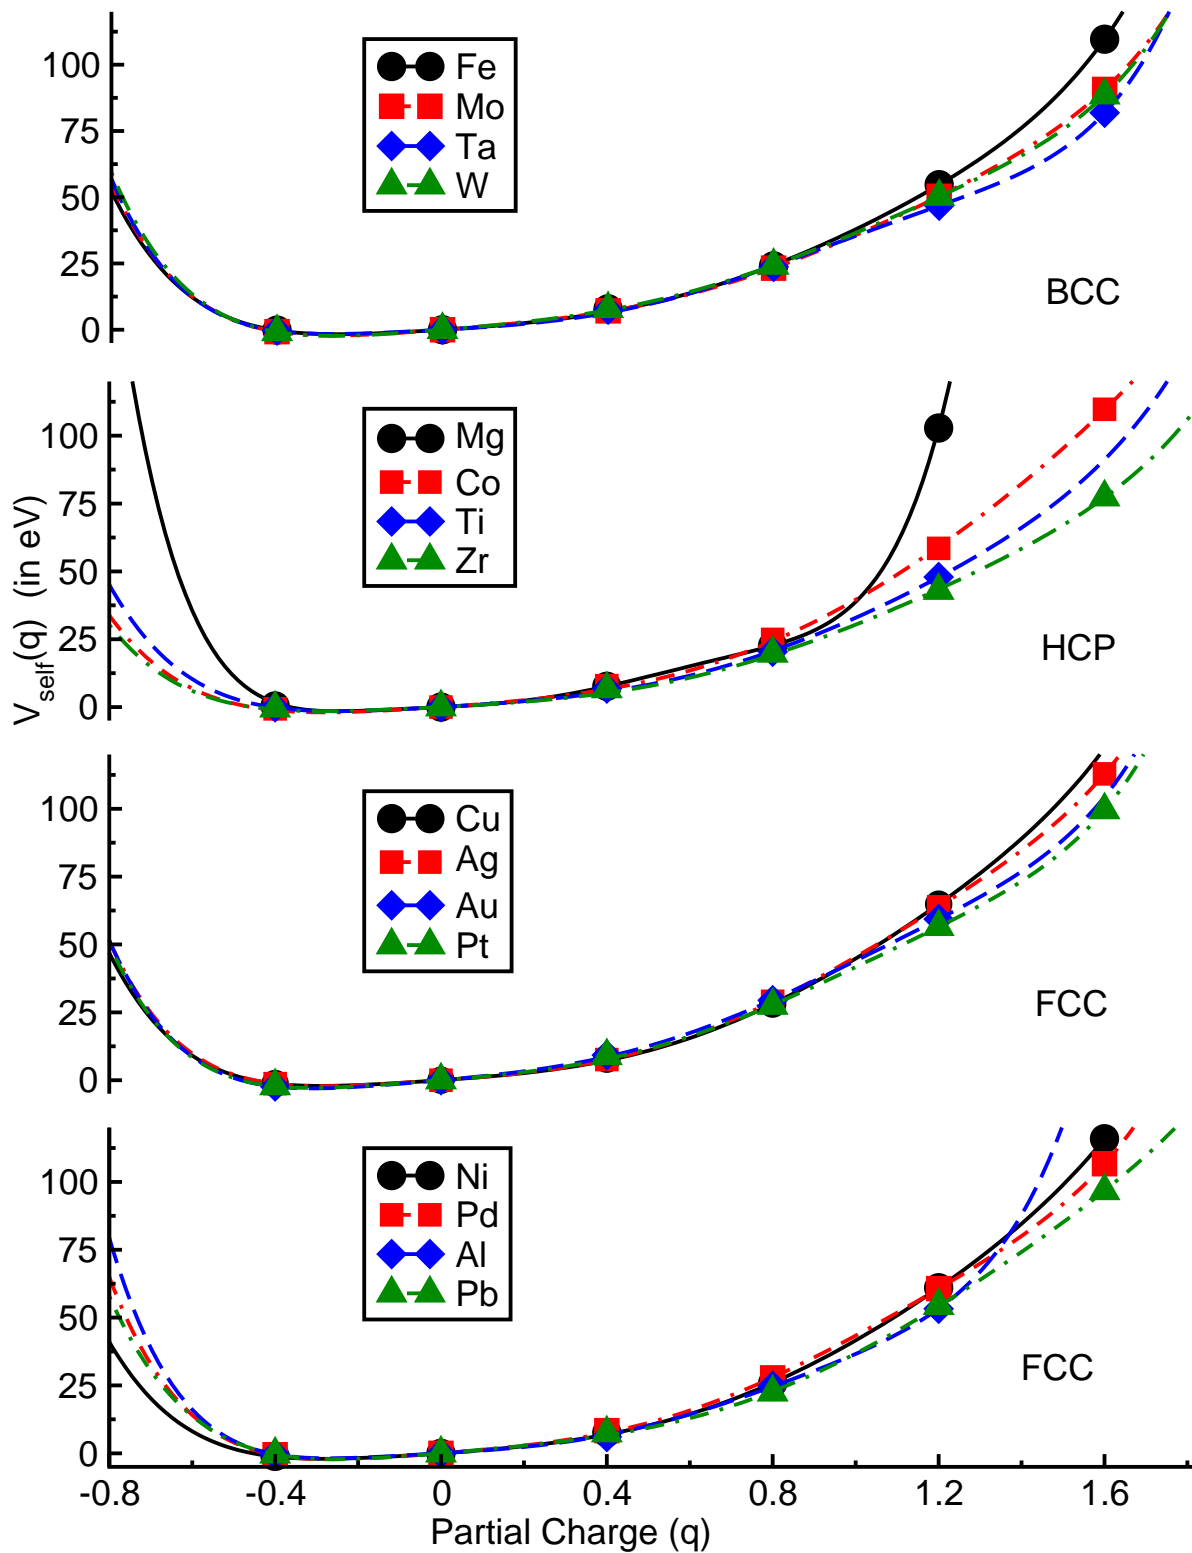 100
75
50
25
0
Fe
Mo
Ta
W
BCC
100
75
50
25
0
Mg
Co
Ti
Zr
HCP
V_self(q) (in eV)
100
75
50
25
0
Cu
Ag
Au
Pt
FCC
100
75
50
25
0
Ni
Pd
Al
Pb
FCC
-0.8 -0.4 0 0.4 0.8 1.2 1.6
Partial Charge (q)